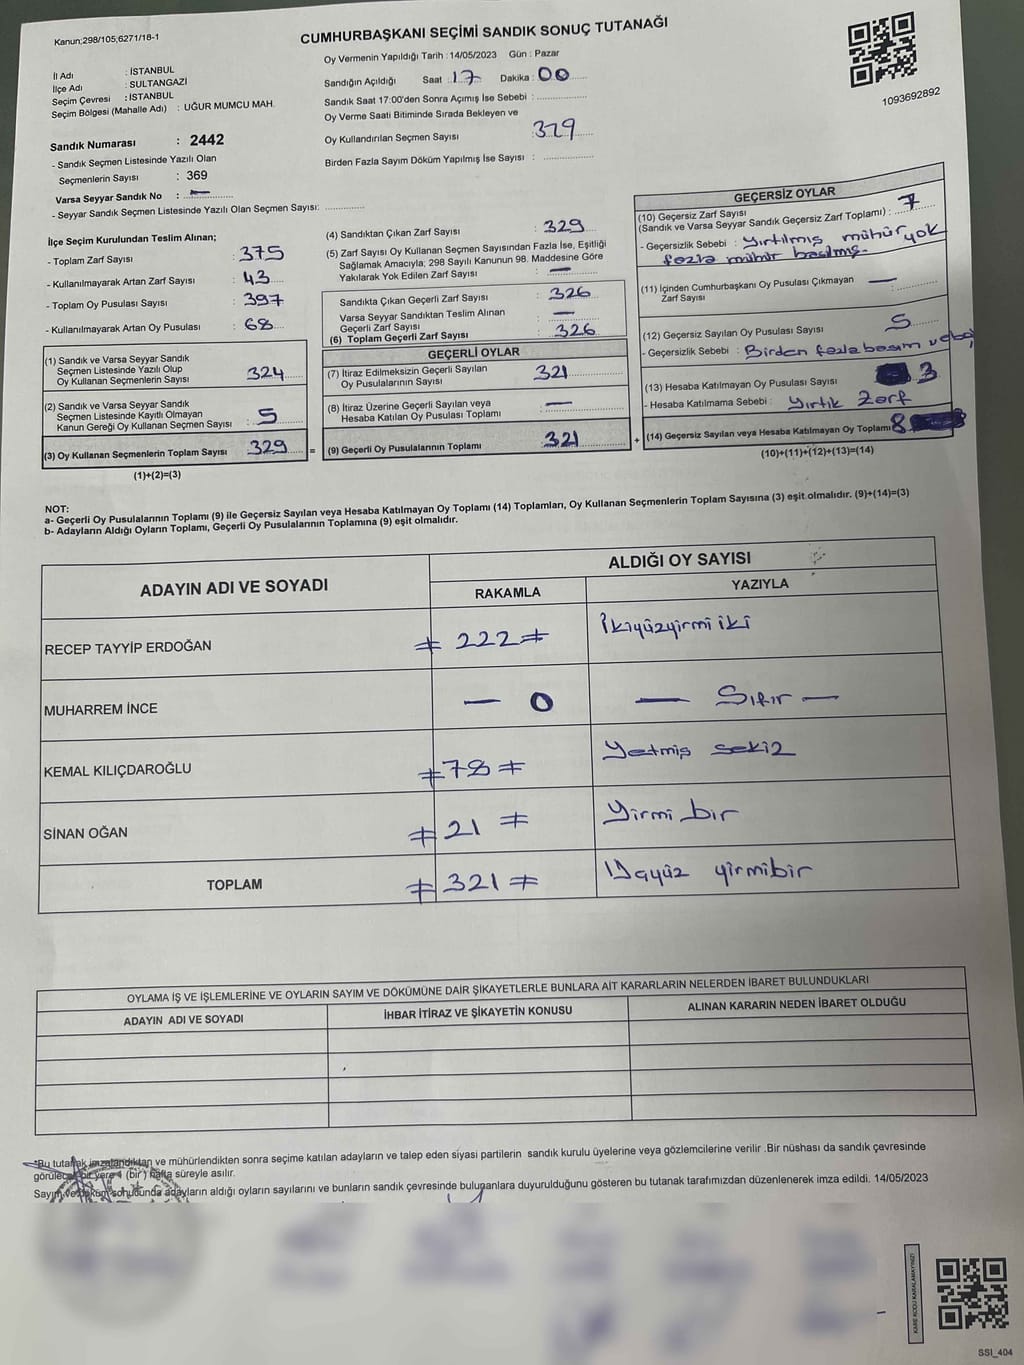 Kanun;298/105,6271/18-1
CUMHURBAŞKANI SEÇİMİ SANDIK SONUÇ TUTANAĞI
1093692892
İl Adı : İSTANBUL
İlçe Adı : SULTANGAZİ
Seçim Çevresi : İSTANBUL
Seçim Bölgesi (Mahalle Adı) : UĞUR MUMCU MAH.
Oy Vermenin Yapıldığı Tarih : 14/05/2023 Gün : Pazar
Sandığın Açıldığı Saat : 17 Dakika : 00
Sandık Saat 17:00'den Sonra Açımış İse Sebebi :
Oy Verme Saati Bitiminde Sırada Bekleyen ve
Oy Kullandırılan Seçmen Sayısı 329
Birden Fazla Sayım Döküm Yapılmış İse Sayısı :
Sandık Numarası : 2442
- Sandık Seçmen Listesinde Yazılı Olan
Seçmenlerin Sayısı : 369
Varsa Seyyar Sandık No : —
- Seyyar Sandık Seçmen Listesinde Yazılı Olan Seçmen Sayısı:
İlçe Seçim Kurulundan Teslim Alınan;
- Toplam Zarf Sayısı : 375
- Kullanılmayarak Artan Zarf Sayısı : 43
- Toplam Oy Pusulası Sayısı : 397
- Kullanılmayarak Artan Oy Pusulası : 68
(1) Sandık ve Varsa Seyyar Sandık
Seçmen Listesinde Yazılı Olup
Oy Kullanan Seçmenlerin Sayısı : 324
(2) Sandık ve Varsa Seyyar Sandık
Seçmen Listesinde Kayıtlı Olmayan
Kanun Gereği Oy Kullanan Seçmen Sayısı : 5
(3) Oy Kullanan Seçmenlerin Toplam Sayısı : 329 =
(1)+(2)=(3)
(4) Sandıktan Çıkan Zarf Sayısı : 329
(5) Zarf Sayısı Oy Kullanan Seçmen Sayısından Fazla İse, Eşitliği
Sağlamak Amacıyla, 298 Sayılı Kanunun 98. Maddesine Göre
Yakılarak Yok Edilen Zarf Sayısı : —
Sandıkta Çıkan Geçerli Zarf Sayısı : 326
Varsa Seyyar Sandıktan Teslim Alınan
Geçerli Zarf Sayısı : —
(6) Toplam Geçerli Zarf Sayısı : 326
GEÇERLİ OYLAR
(7) İtiraz Edilmeksizin Geçerli Sayılan
Oy Pusulalarının Sayısı : 321
(8) İtiraz Üzerine Geçerli Sayılan veya
Hesaba Katılan Oy Pusulası Toplamı : —
(9) Geçerli Oy Pusulalarının Toplamı : 321 +
GEÇERSİZ OYLAR
(10) Geçersiz Zarf Sayısı
(Sandık ve Varsa Seyyar Sandık Geçersiz Zarf Toplamı) : 7
- Geçersizlik Sebebi : Yırtılmış mühür yok
fazla mühür basılmış.
(11) İçinden Cumhurbaşkanı Oy Pusulası Çıkmayan
Zarf Sayısı : —
(12) Geçersiz Sayılan Oy Pusulası Sayısı : 5
- Geçersizlik Sebebi : Birden fazla basım
(13) Hesaba Katılmayan Oy Pusulası Sayısı : 3
- Hesaba Katılmama Sebebi : Yırtık Zarf
(14) Geçersiz Sayılan veya Hesaba Katılmayan Oy Toplamı 8
(10)+(11)+(12)+(13)=(14)
NOT:
a- Geçerli Oy Pusulalarının Toplamı (9) ile Geçersiz Sayılan veya Hesaba Katılmayan Oy Toplamı (14) Toplamları, Oy Kullanan Seçmenlerin Toplam Sayısına (3) eşit olmalıdır. (9)+(14)=(3)
b- Adayların Aldığı Oyların Toplamı, Geçerli Oy Pusulalarının Toplamına (9) eşit olmalıdır.
ADAYIN ADI VE SOYADI
ALDIĞI OY SAYISI
RAKAMLA YAZIYLA
RECEP TAYYİP ERDOĞAN ≠ 222 ≠ İkiyüzyirmi iki
MUHARREM İNCE — 0 — Sıfır —
KEMAL KILIÇDAROĞLU ≠ 78 ≠ Yetmiş sekiz
SİNAN OĞAN ≠ 21 ≠ Yirmi bir
TOPLAM ≠ 321 ≠ yirmibir
OYLAMA İŞ VE İŞLEMLERİNE VE OYLARIN SAYIM VE DÖKÜMÜNE DAİR ŞİKAYETLERLE BUNLARA AİT KARARLARIN NELERDEN İBARET BULUNDUKLARI
ADAYIN ADI VE SOYADI İHBAR İTİRAZ VE ŞİKAYETİN KONUSU ALINAN KARARIN NEDEN İBARET OLDUĞU
*Bu tutanak imzalandıktan ve mühürlendikten sonra seçime katılan adayların ve talep eden siyasi partilerin sandık kurulu üyelerine veya gözlemcilerine verilir .Bir nüshası da sandık çevresinde
görülecek bir yere 1 (bir ) hafta süreyle asılır.
Sayım ve döküm sonucunda adayların aldığı oyların sayılarını ve bunların sandık çevresinde bulunanlara duyurulduğunu gösteren bu tutanak tarafımızdan düzenlenerek imza edildi. 14/05/2023
KARE KODU KARALAMAYINIZ!
SSI_404